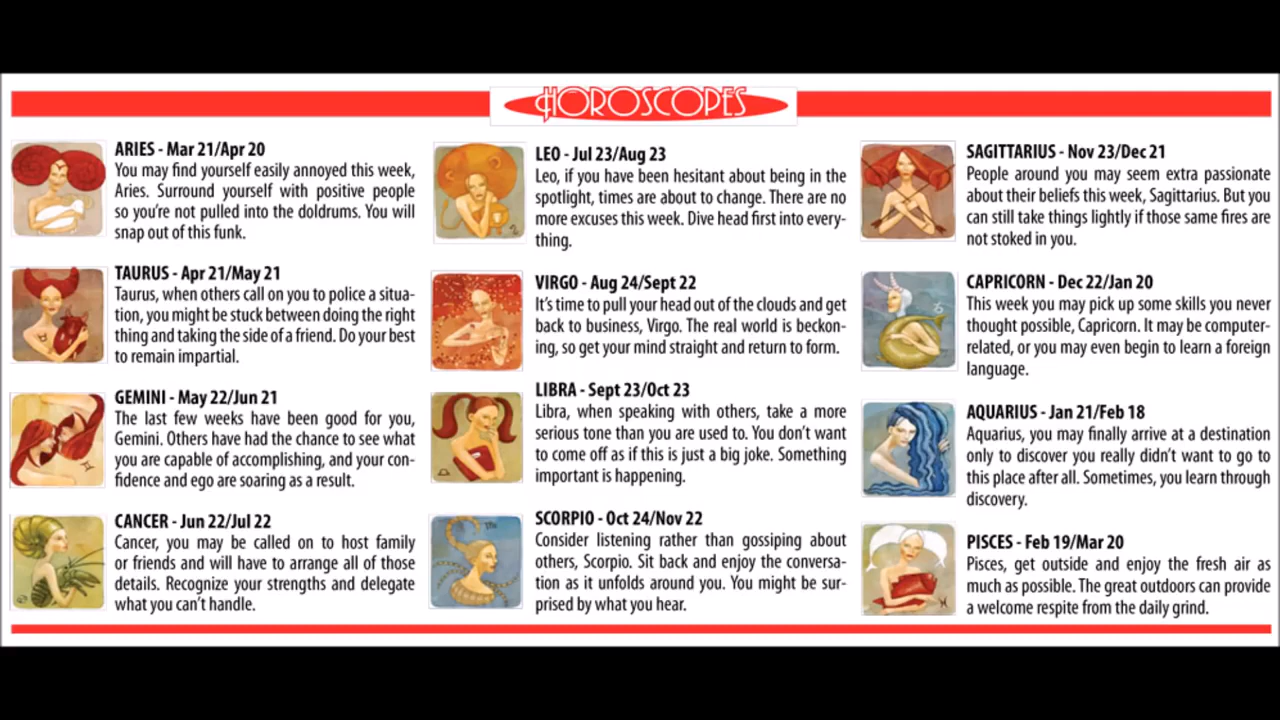 HOROSCOPES
ARIES - Mar 21/Apr 20
You may find yourself easily annoyed this week,
Aries. Surround yourself with positive people
so you're not pulled into the doldrums. You will
snap out of this funk.
TAURUS - Apr 21/May 21
Taurus, when others call on you to police a situa-
tion, you might be stuck between doing the right
thing and taking the side of a friend. Do your best
to remain impartial.
GEMINI - May 22/Jun 21
The last few weeks have been good for you,
Gemini. Others have had the chance to see what
you are capable of accomplishing, and your con-
fidence and ego are soaring as a result.
CANCER - Jun 22/Jul 22
Cancer, you may be called on to host family
or friends and will have to arrange all of those
details. Recognize your strengths and delegate
what you can't handle.
LEO - Jul 23/Aug 23
Leo, if you have been hesitant about being in the
spotlight, times are about to change. There are no
more excuses this week. Dive head first into every-
thing.
VIRGO - Aug 24/Sept 22
It's time to pull your head out of the clouds and get
back to business, Virgo. The real world is beckon-
ing, so get your mind straight and return to form.
LIBRA - Sept 23/Oct 23
Libra, when speaking with others, take a more
serious tone than you are used to. You don't want
to come off as if this is just a big joke. Something
important is happening.
SCORPIO - Oct 24/Nov 22
Consider listening rather than gossiping about
others, Scorpio. Sit back and enjoy the conversa-
tion as it unfolds around you. You might be sur-
prised by what you hear.
SAGITTARIUS - Nov 23/Dec 21
People around you may seem extra passionate
about their beliefs this week, Sagittarius. But you
can still take things lightly if those same fires are
not stoked in you.
CAPRICORN - Dec 22/Jan 20
This week you may pick up some skills you never
thought possible, Capricorn. It may be computer-
related, or you may even begin to learn a foreign
language.
AQUARIUS - Jan 21/Feb 18
Aquarius, you may finally arrive at a destination
only to discover you really didn't want to go to
this place after all. Sometimes, you learn through
discovery.
PISCES - Feb 19/Mar 20
Pisces, get outside and enjoy the fresh air as
much as possible. The great outdoors can provide
a welcome respite from the daily grind.